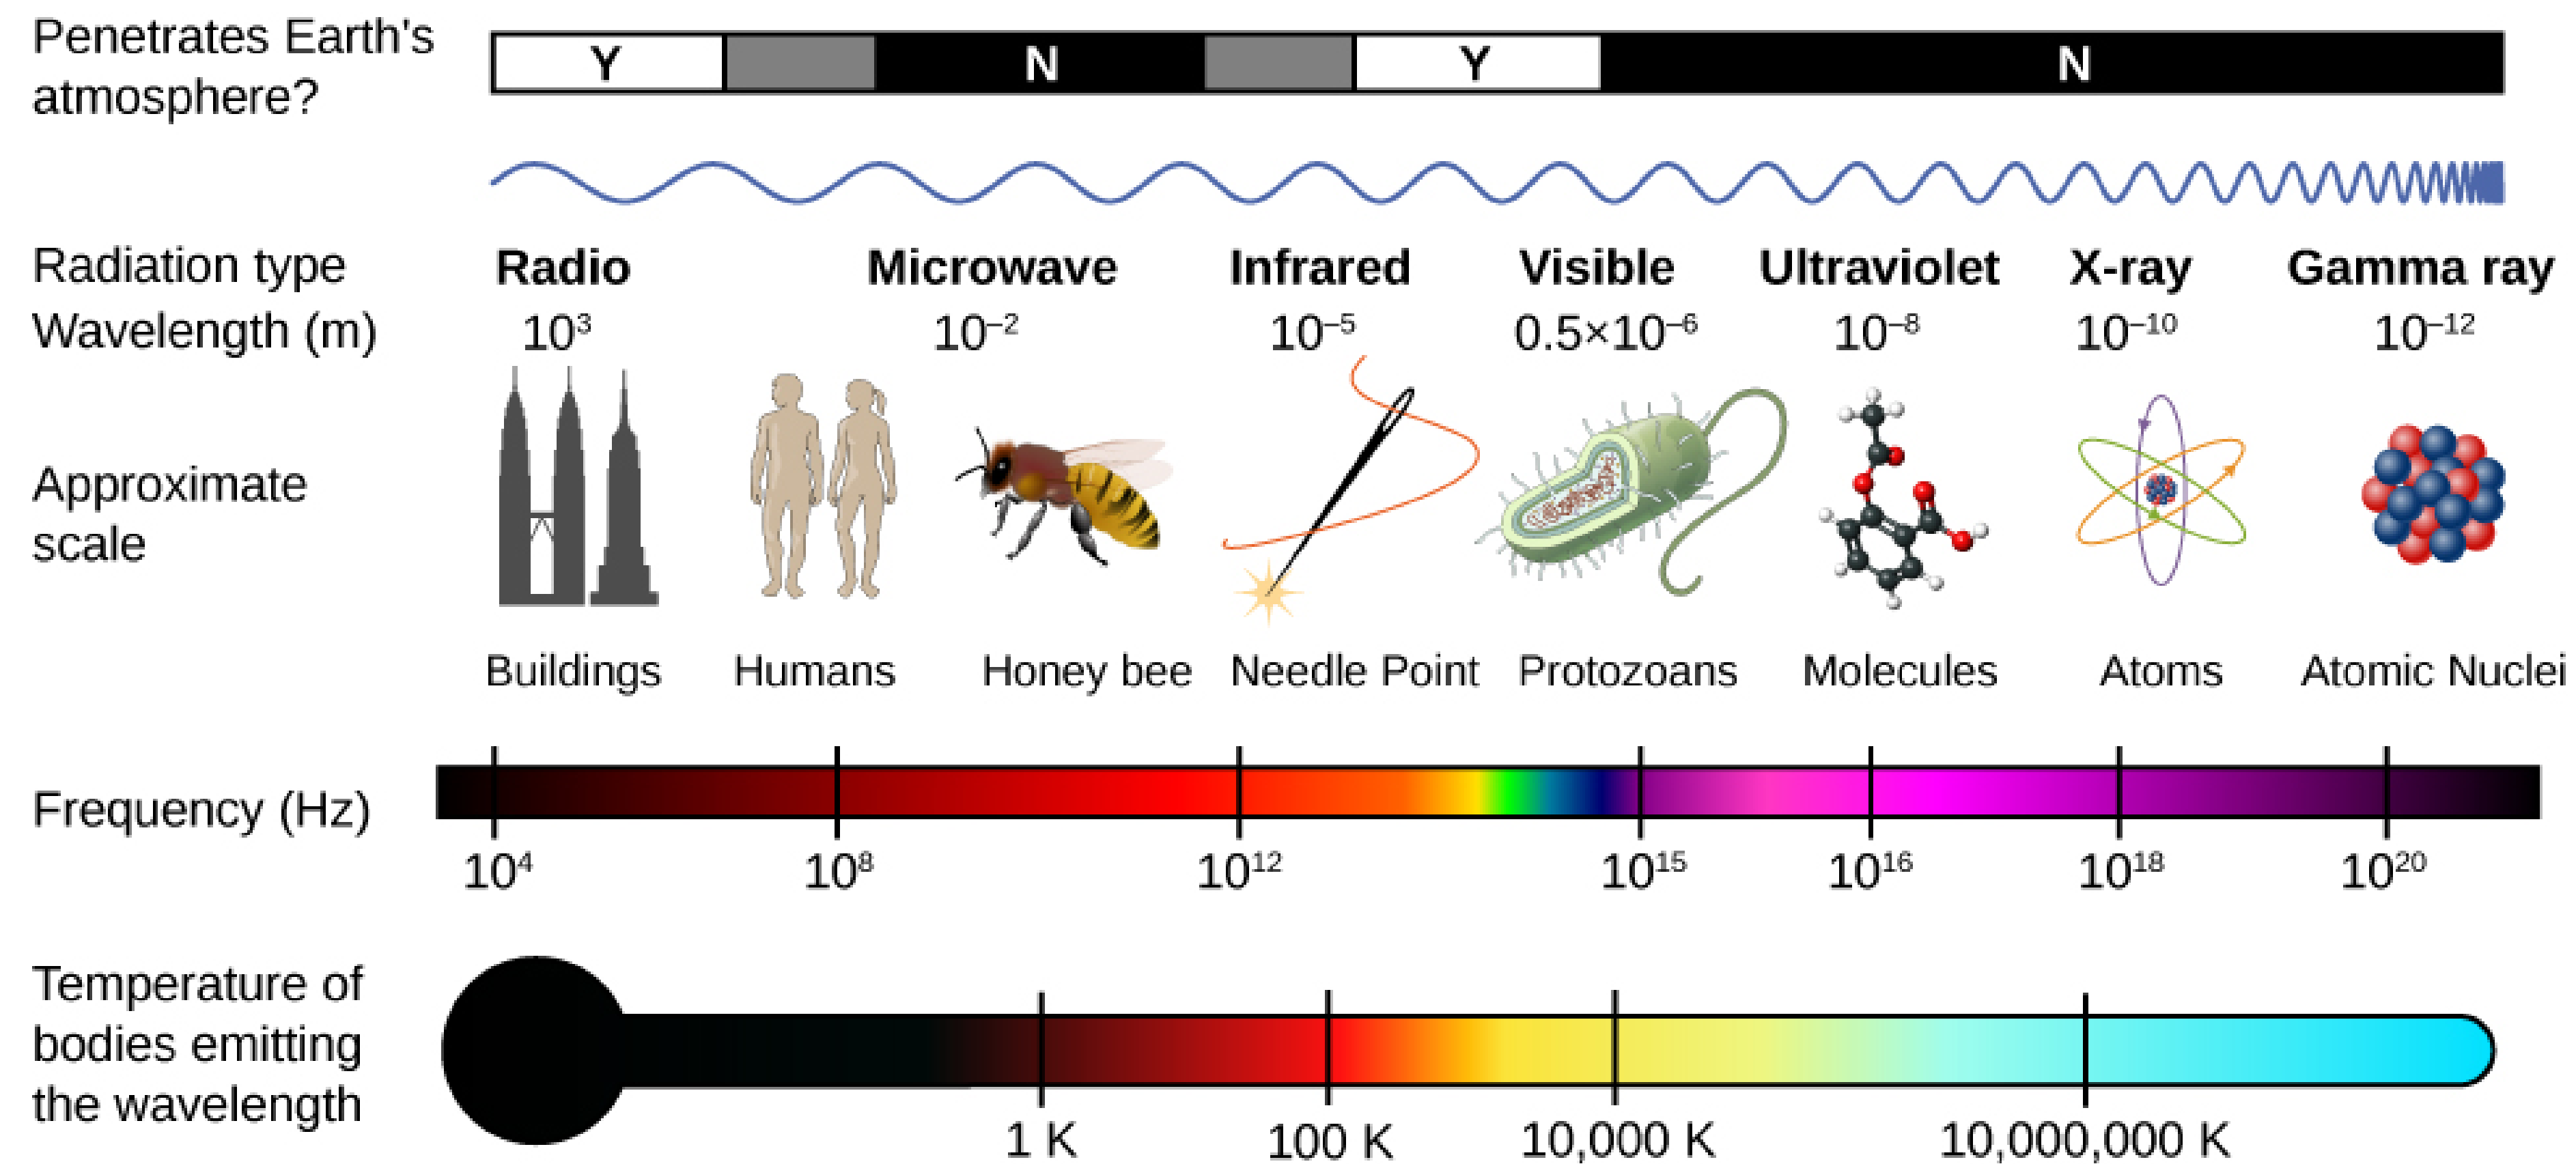 Penetrates Earth's
atmosphere?
Y N Y N
Radiation type Radio Microwave Infrared Visible Ultraviolet X-ray Gamma ray
Wavelength (m) 10³ 10⁻² 10⁻⁵ 0.5×10⁻⁶ 10⁻⁸ 10⁻¹⁰ 10⁻¹²
Approximate
scale
Buildings Humans Honey bee Needle Point Protozoans Molecules Atoms Atomic Nuclei
Frequency (Hz)
10⁴ 10⁸ 10¹² 10¹⁵ 10¹⁶ 10¹⁸ 10²⁰
Temperature of
bodies emitting
the wavelength
1 K 100 K 10,000 K 10,000,000 K